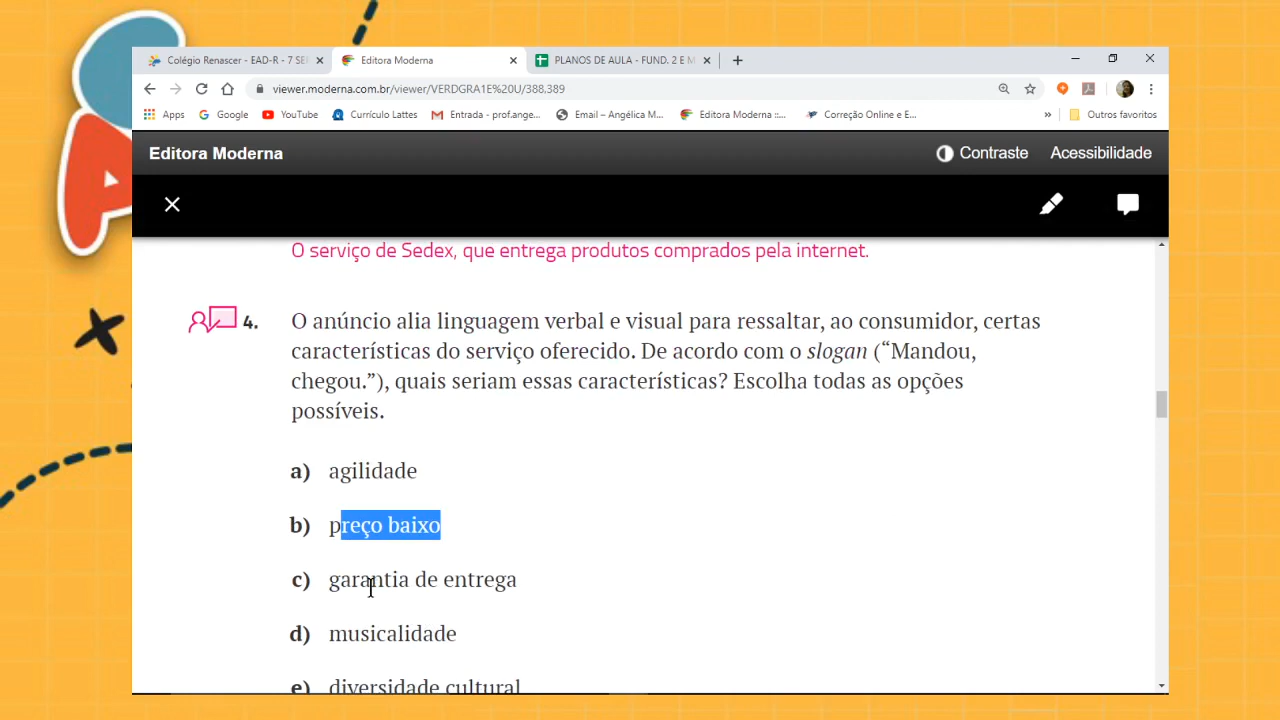 Colégio Renascer - EAD-R - 7 SE
Editora Moderna
PLANOS DE AULA - FUND. 2 E M
viewer.moderna.com.br/viewer/VERDGRA1E%20U/388.389
Apps
Google
YouTube
Currículo Lattes
Entrada - prof.ange...
Email – Angélica M...
Editora Moderna ::...
Correção Online e E...
»
Outros favoritos
Editora Moderna
Contraste
Acessibilidade
O serviço de Sedex, que entrega produtos comprados pela internet.
4. O anúncio alia linguagem verbal e visual para ressaltar, ao consumidor, certas
características do serviço oferecido. De acordo com o slogan (“Mandou,
chegou.”), quais seriam essas características? Escolha todas as opções
possíveis.
a) agilidade
b) preço baixo
c) garantia de entrega
d) musicalidade
e) diversidade cultural